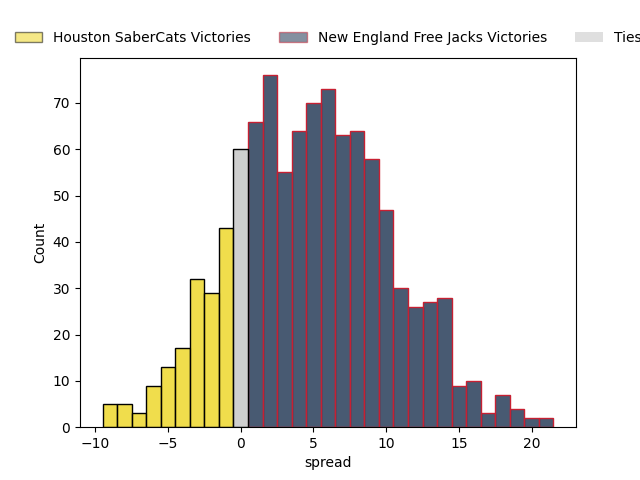 Houston SaberCats Victories New England Free Jacks Victories Ties
70
60
50
40
30
20
10
0
Count
−10 −5 0 5 10 15 20
spread